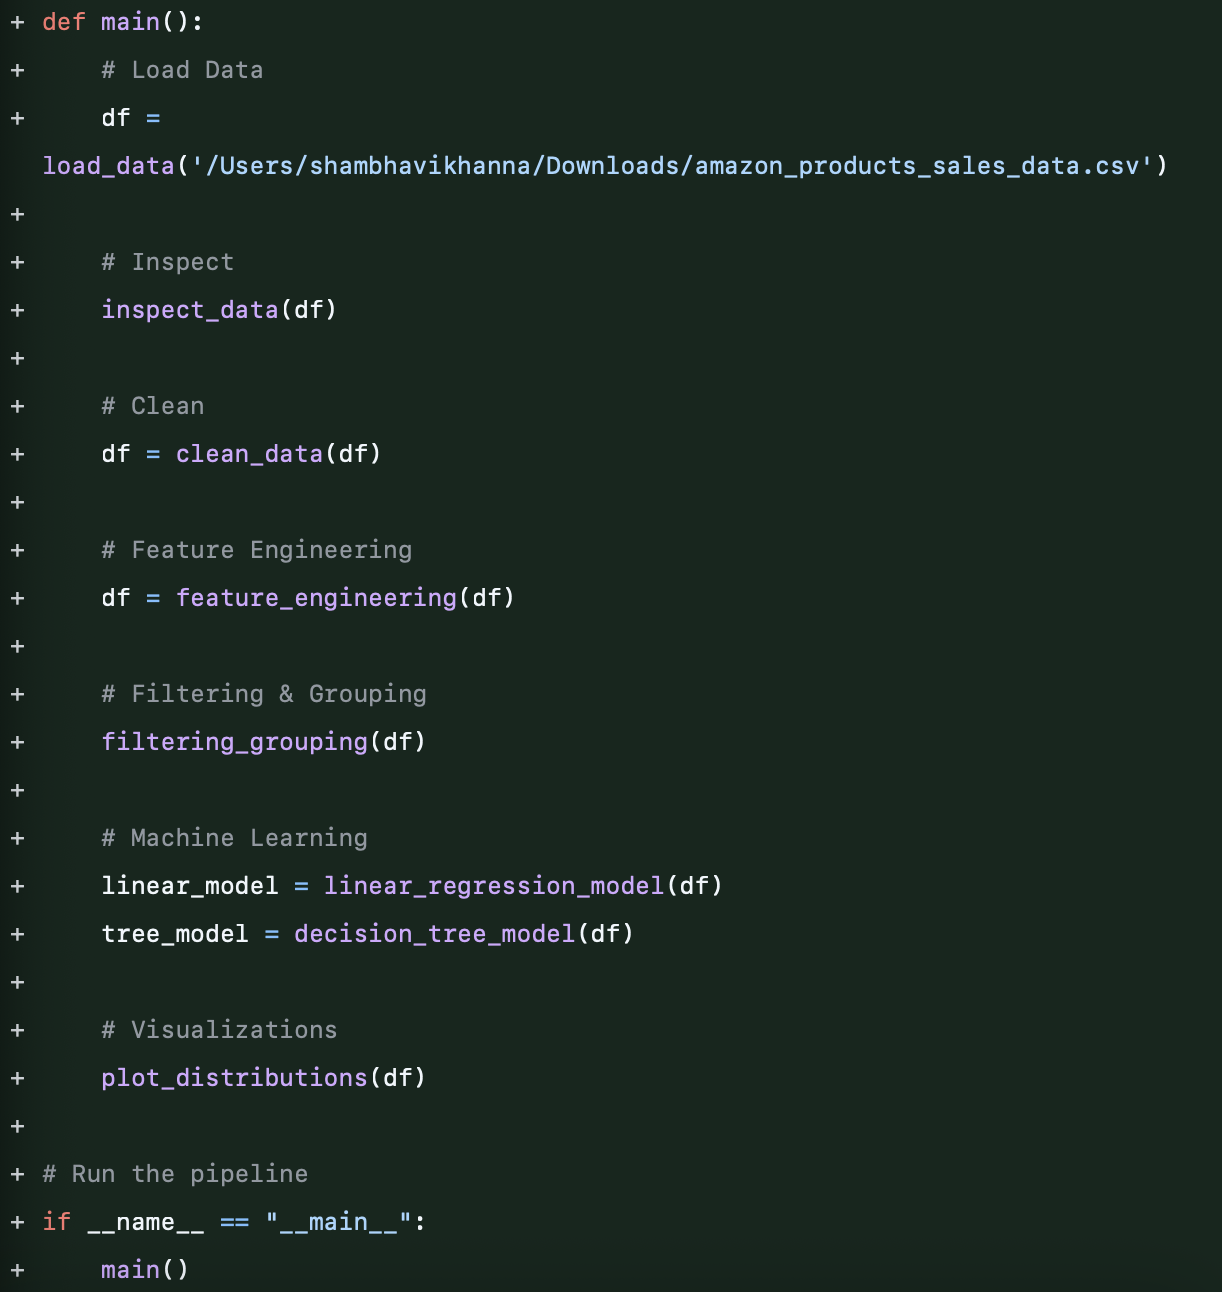 + def main():
+     # Load Data
+     df =
load_data('/Users/shambhavikhanna/Downloads/amazon_products_sales_data.csv')
+
+     # Inspect
+     inspect_data(df)
+
+     # Clean
+     df = clean_data(df)
+
+     # Feature Engineering
+     df = feature_engineering(df)
+
+     # Filtering & Grouping
+     filtering_grouping(df)
+
+     # Machine Learning
+     linear_model = linear_regression_model(df)
+     tree_model = decision_tree_model(df)
+
+     # Visualizations
+     plot_distributions(df)
+
+ # Run the pipeline
+ if __name__ == "__main__":
+     main()